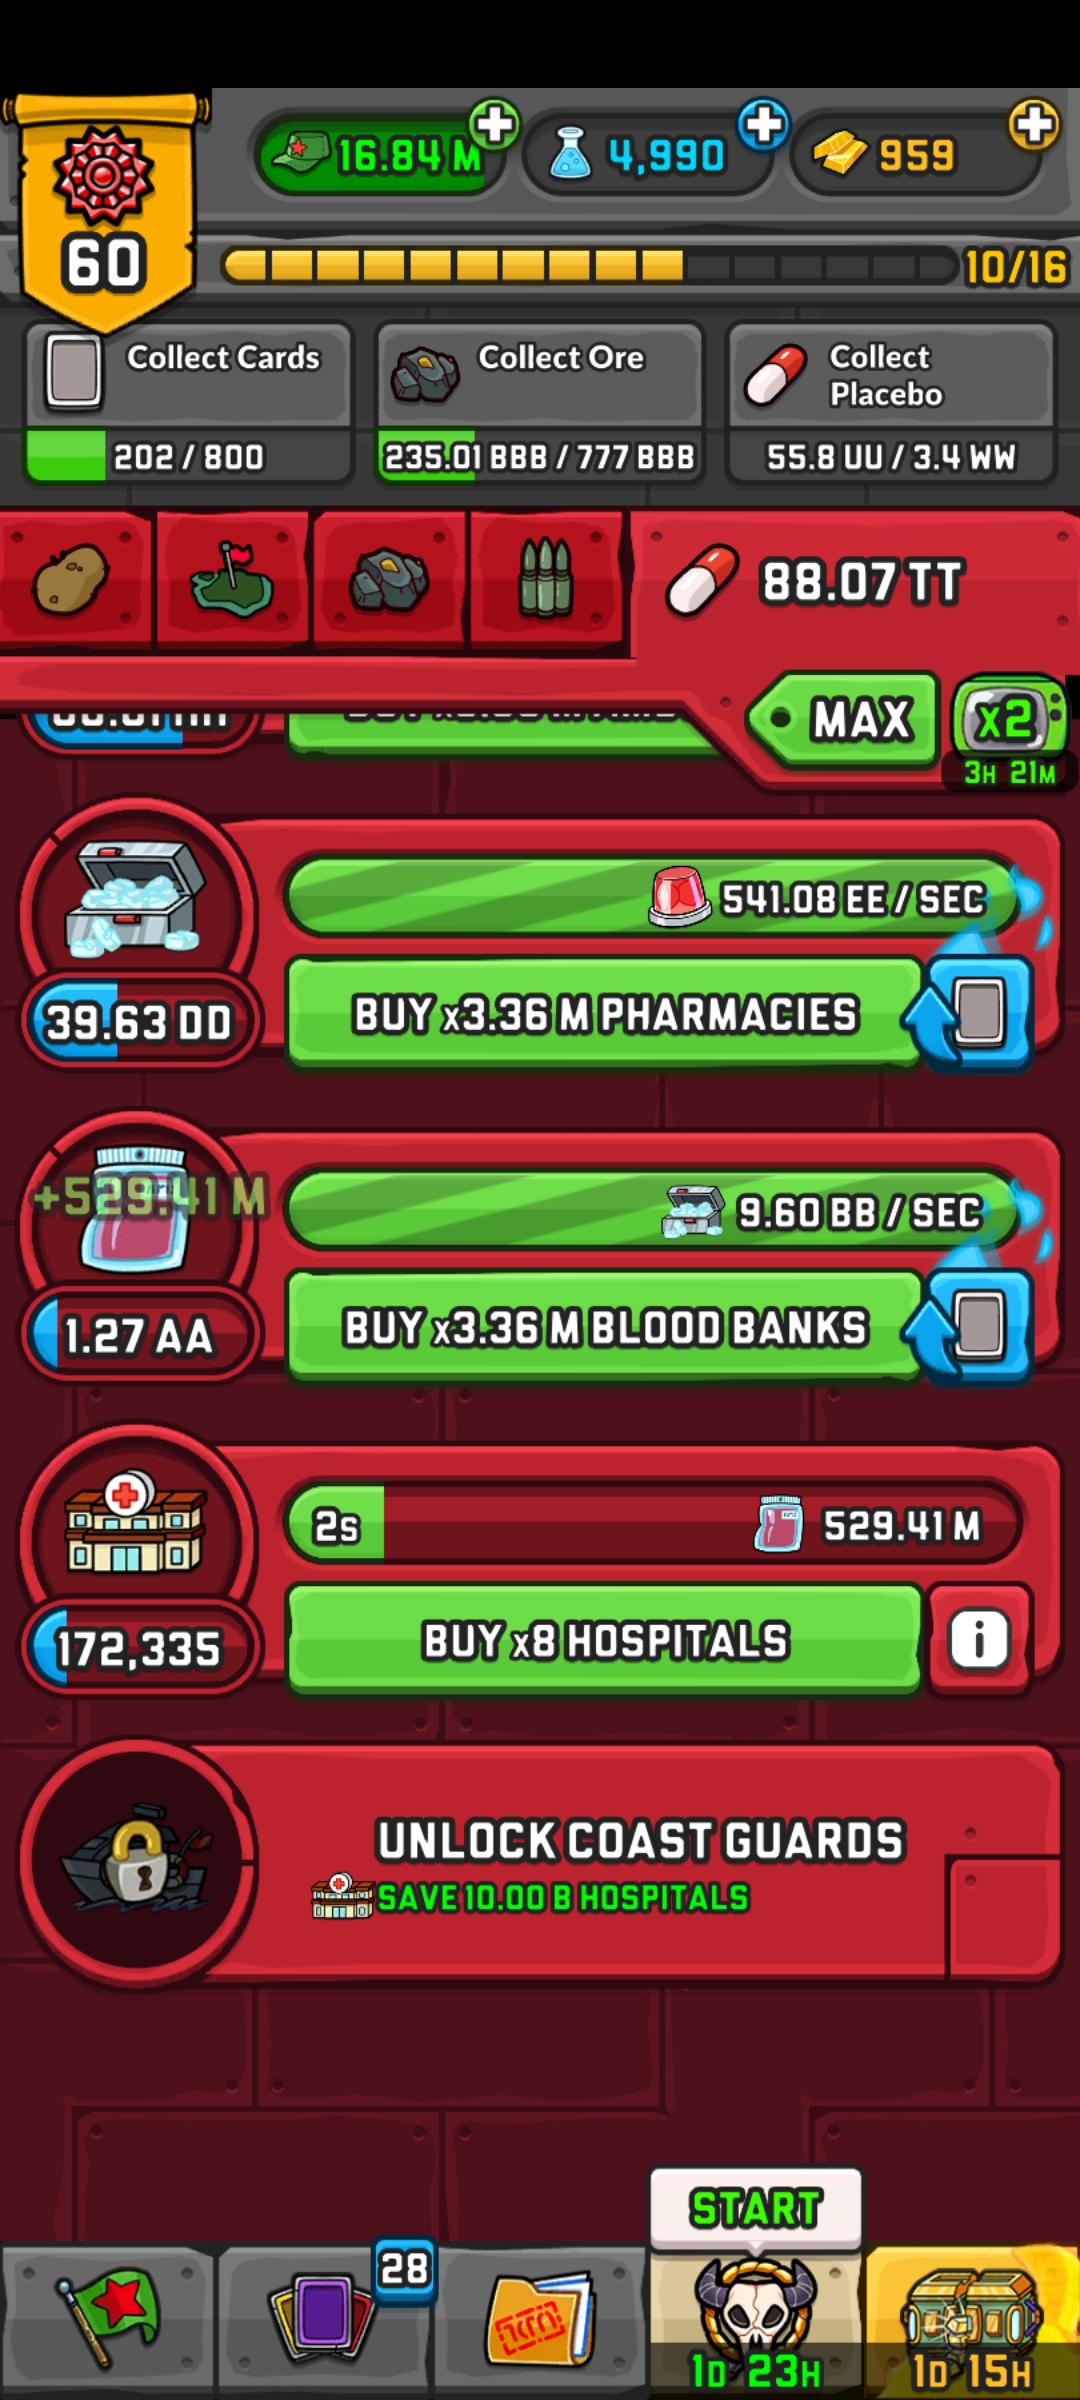 60
16.84 M
4,990
959
10/16
Collect Cards
202 / 800
Collect Ore
235.01 BBB / 777 BBB
Collect
Placebo
55.8 UU / 3.4 WW
88.07 TT
MAX
x2
3H 21M
541.08 EE / SEC
39.63 DD
BUY x3.36 M PHARMACIES
+529.41 M
9.60 BB / SEC
1.27 AA
BUY x3.36 M BLOOD BANKS
2s
529.41 M
172,335
BUY x8 HOSPITALS
i
UNLOCK COAST GUARDS
SAVE 10.00 B HOSPITALS
START
28
1D 23H
1D 15H